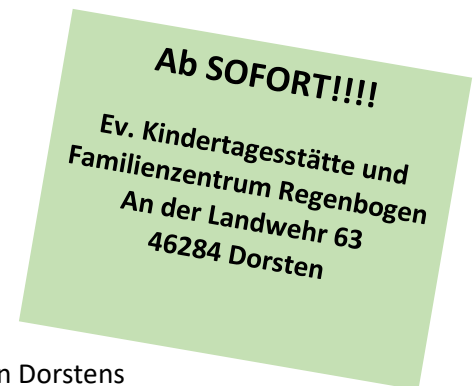 Ab SOFORT!!!!
Ev. Kindertagesstätte und
Familienzentrum Regenbogen
An der Landwehr 63
46284 Dorsten
n Dorstens